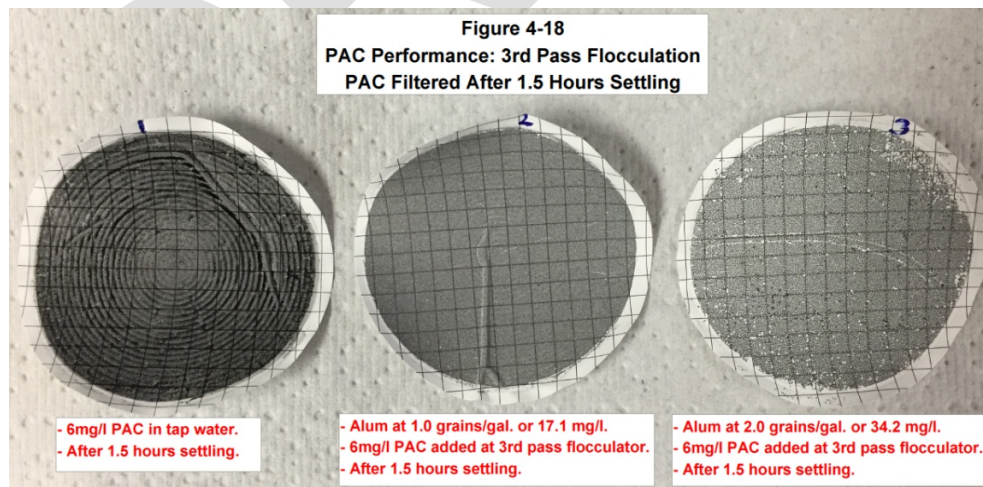 Figure 4-18
PAC Performance: 3rd Pass Flocculation
PAC Filtered After 1.5 Hours Settling
1
2
3
- 6mg/l PAC in tap water.
- After 1.5 hours settling.
- Alum at 1.0 grains/gal. or 17.1 mg/l.
- 6mg/l PAC added at 3rd pass flocculator.
- After 1.5 hours settling.
- Alum at 2.0 grains/gal. or 34.2 mg/l.
- 6mg/l PAC added at 3rd pass flocculator.
- After 1.5 hours settling.